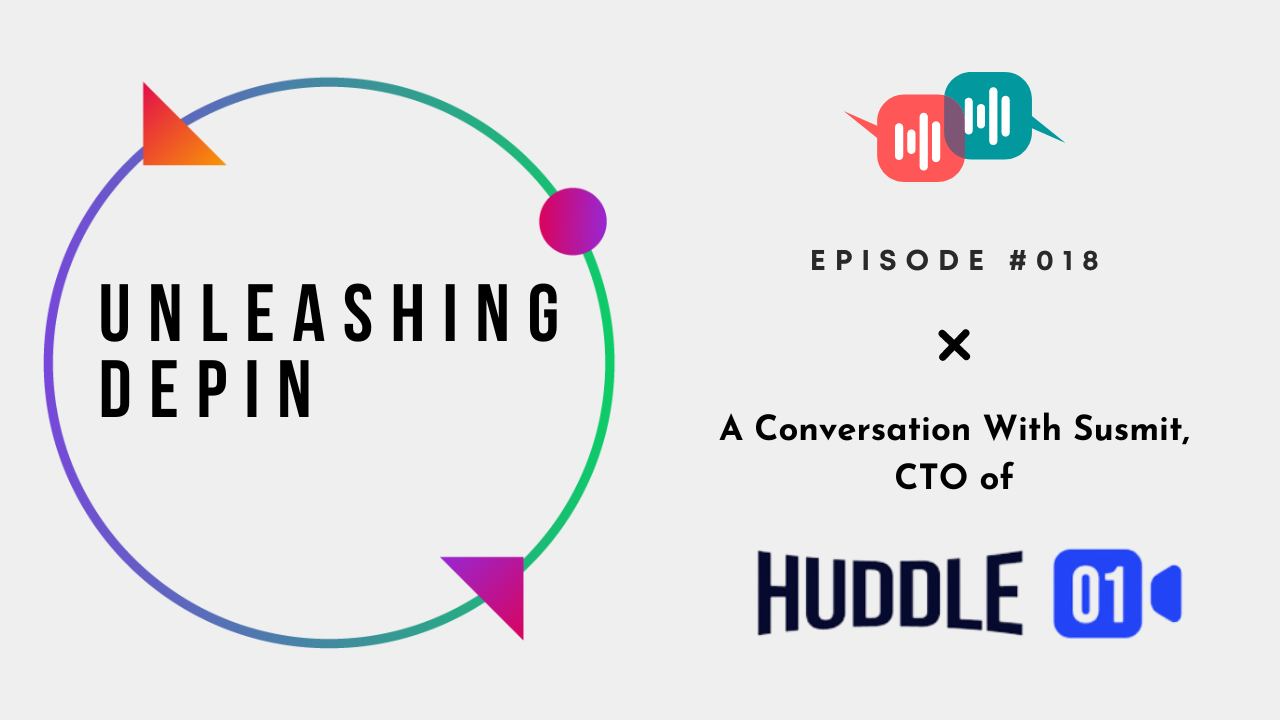 UNLEASHING
DEPIN
EPISODE #018
A Conversation With Susmit,
CTO of
HUDDLE 01